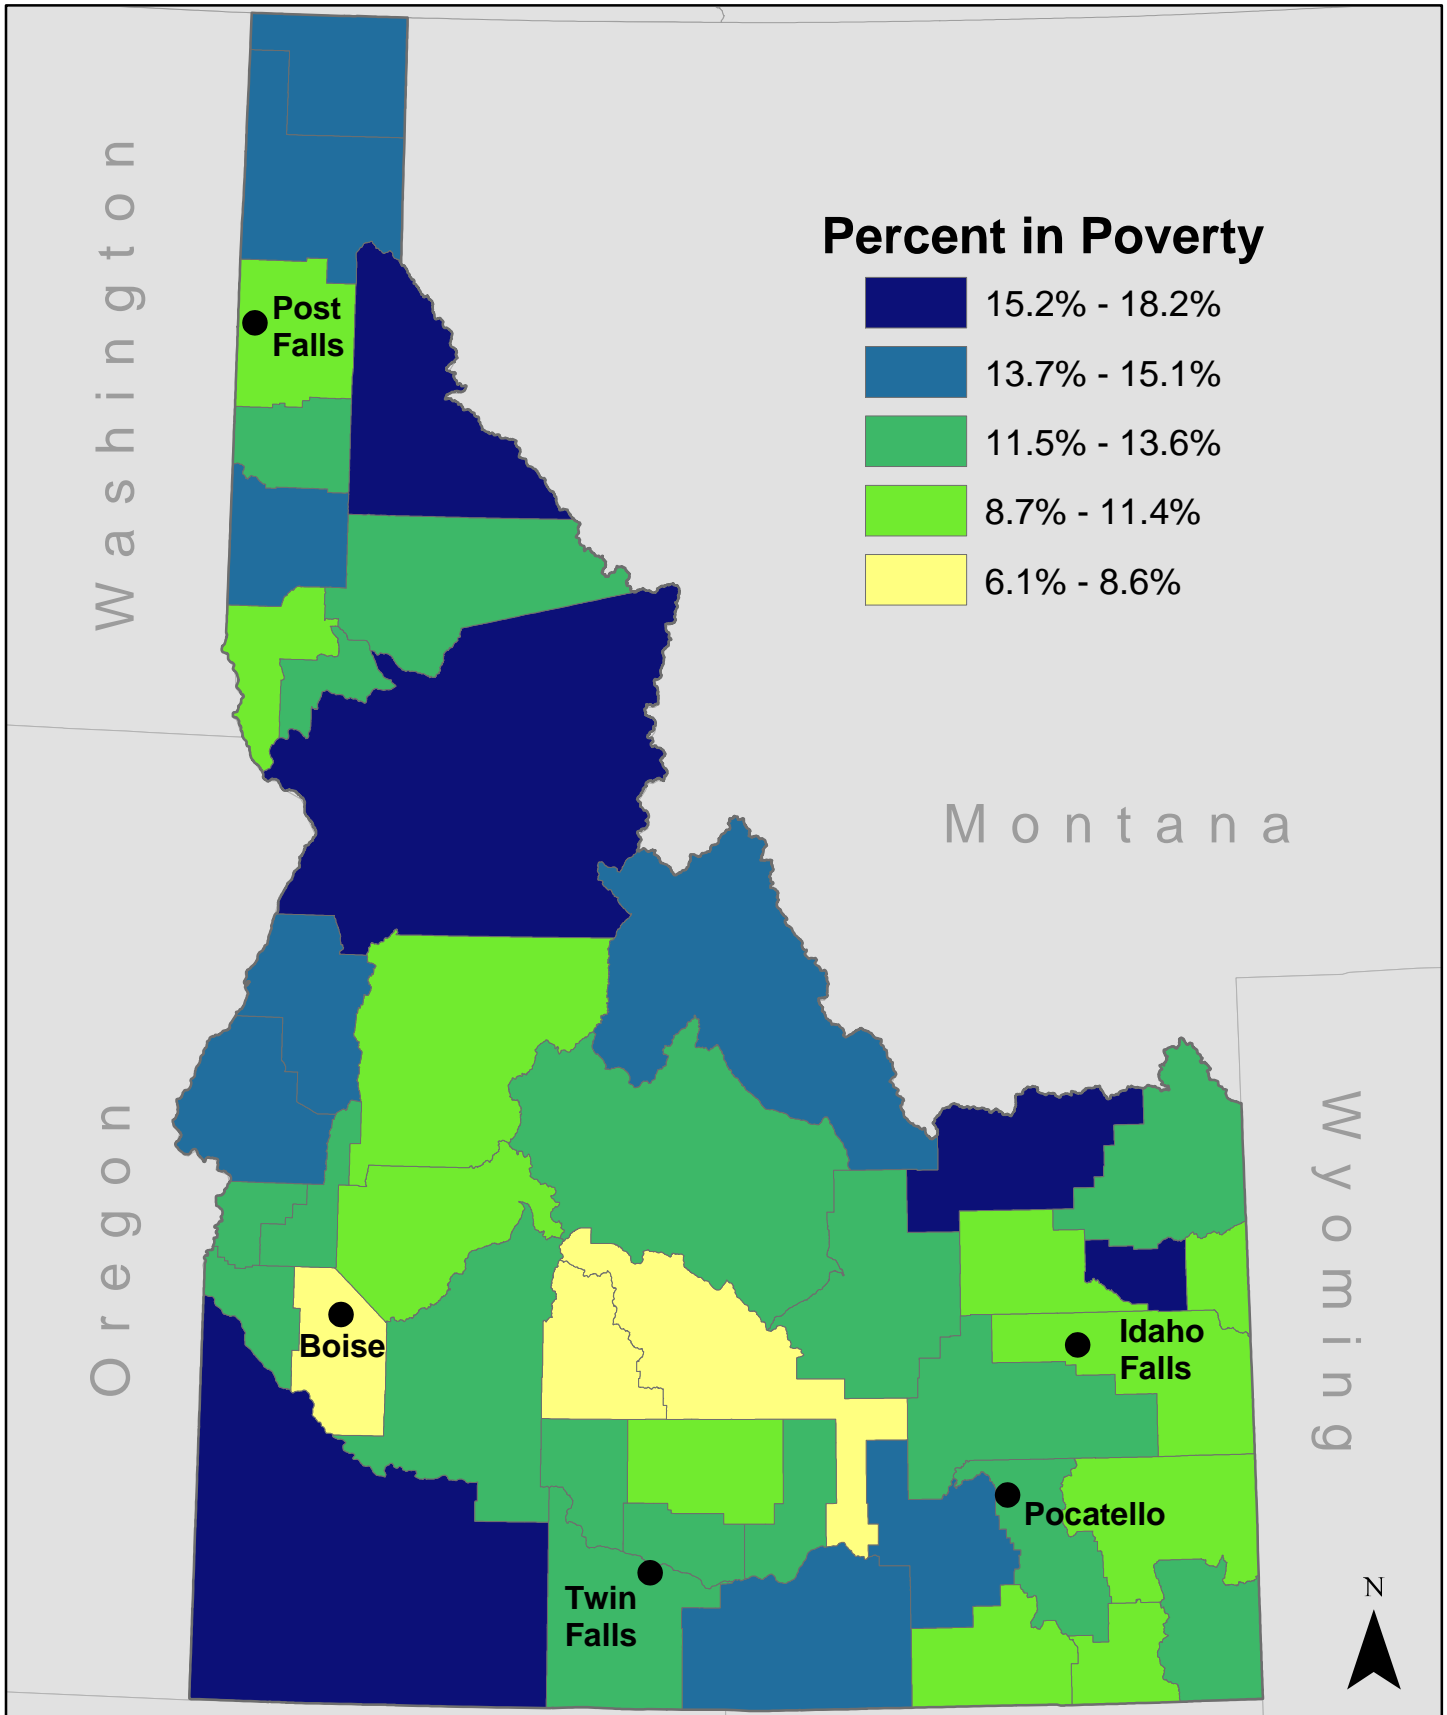 Washington
Percent in Poverty
15.2% - 18.2%
13.7% - 15.1%
11.5% - 13.6%
8.7% - 11.4%
6.1% - 8.6%
Post
Falls
Montana
Oregon
Wyoming
Boise
Idaho
Falls
Pocatello
Twin
Falls
N